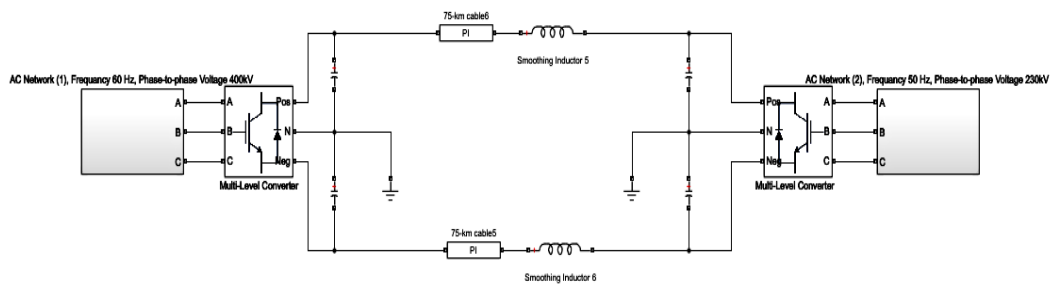 75-km cable6
PI
Smoothing Inductor 5
AC Network (1), Frequancy 60 Hz, Phase-to-phase Voltage 400kV
AC Network (2), Frequency 50 Hz, Phase-to-phase Voltage 230kV
A A Pos Pos A A
B B N N B B
C C Neg Neg C C
Multi-Level Converter
Multi-Level Converter
75-km cable5
PI
Smoothing Inductor 6